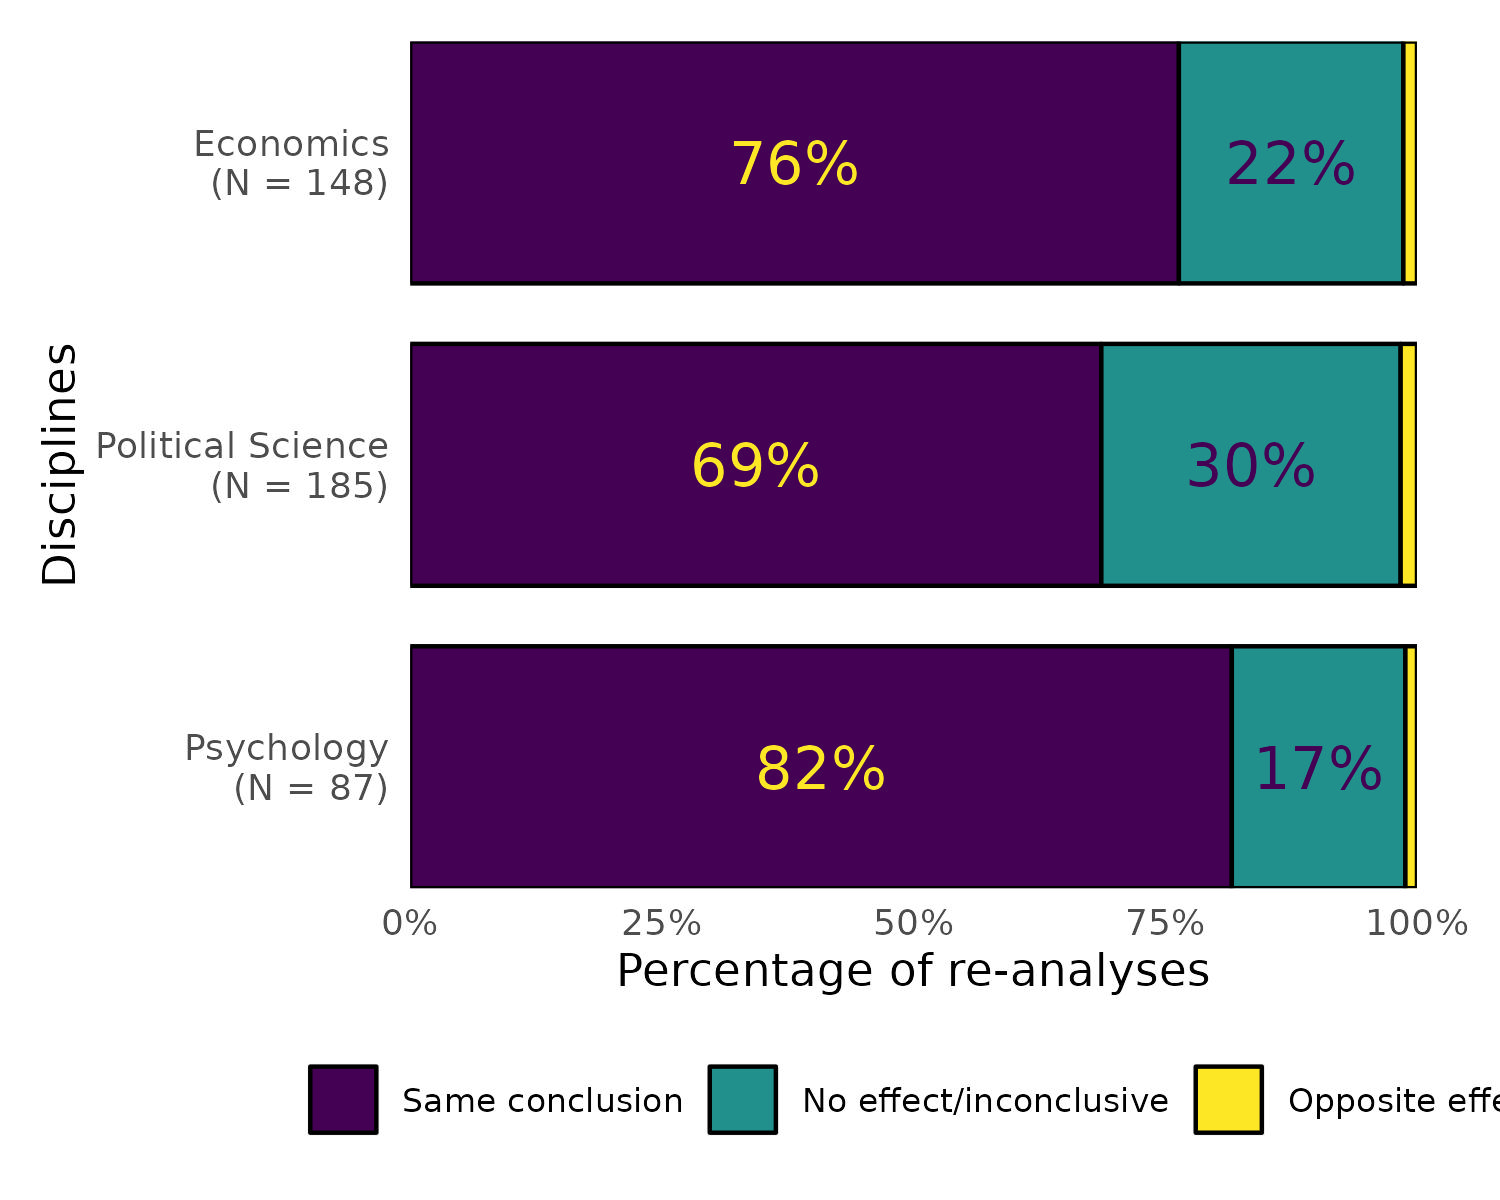 Economics
(N = 148)
76%
22%
Disciplines
Political Science
(N = 185)
69%
30%
Psychology
(N = 87)
82%
17%
0% 25% 50% 75% 100%
Percentage of re-analyses
Same conclusion No effect/inconclusive Opposite